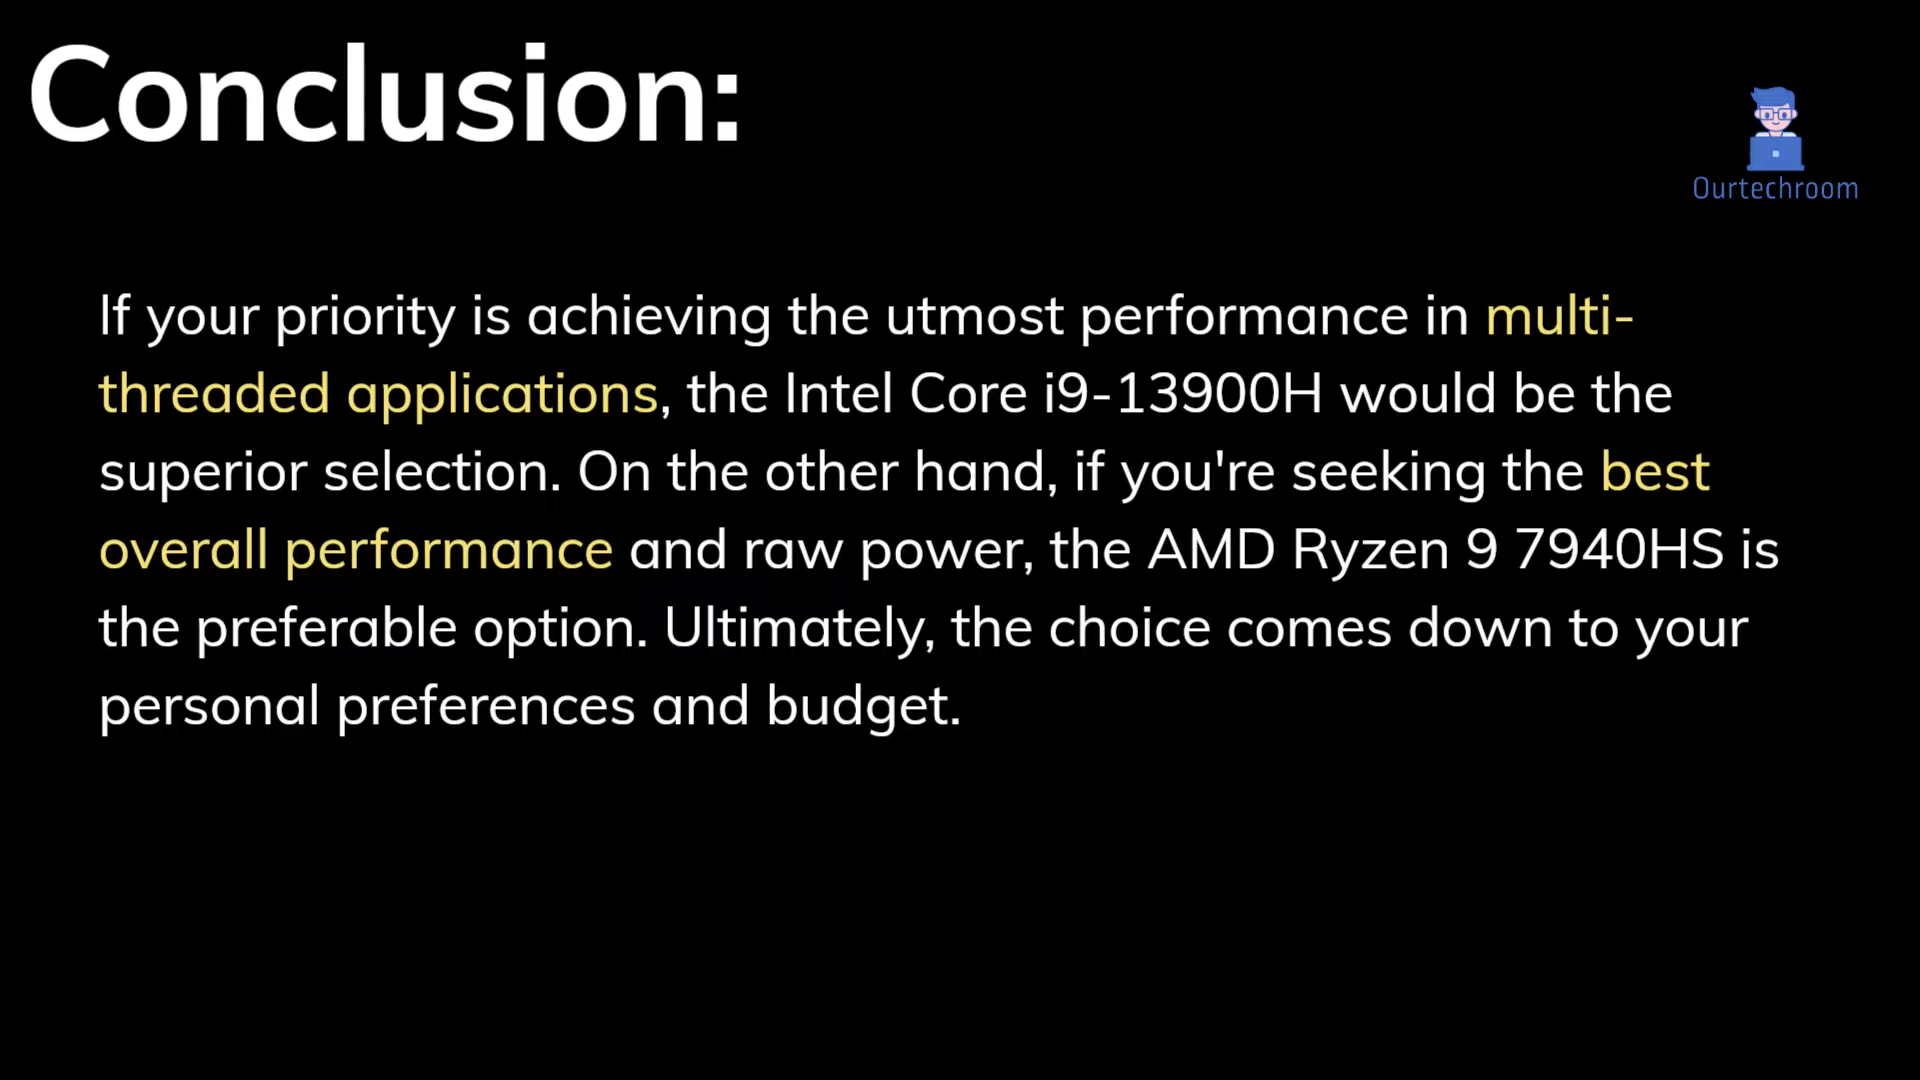 Conclusion:
Ourtechroom
If your priority is achieving the utmost performance in multi-
threaded applications, the Intel Core i9-13900H would be the
superior selection. On the other hand, if you're seeking the best
overall performance and raw power, the AMD Ryzen 9 7940HS is
the preferable option. Ultimately, the choice comes down to your
personal preferences and budget.